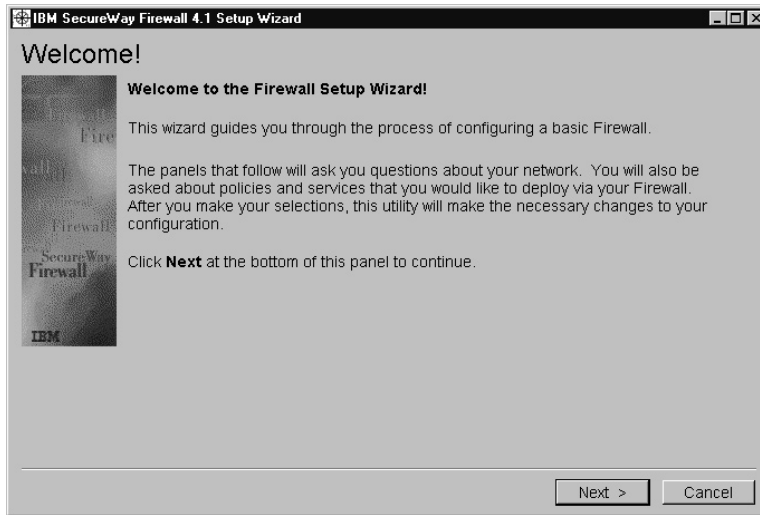 IBM SecureWay Firewall 4.1 Setup Wizard
Welcome!
Welcome to the Firewall Setup Wizard!
This wizard guides you through the process of configuring a basic Firewall.
The panels that follow will ask you questions about your network. You will also be
asked about policies and services that you would like to deploy via your Firewall.
After you make your selections, this utility will make the necessary changes to your
configuration.
Click Next at the bottom of this panel to continue.
Fire
wall
Firewall
SecureWay
Firewall
IBM
Next >
Cancel